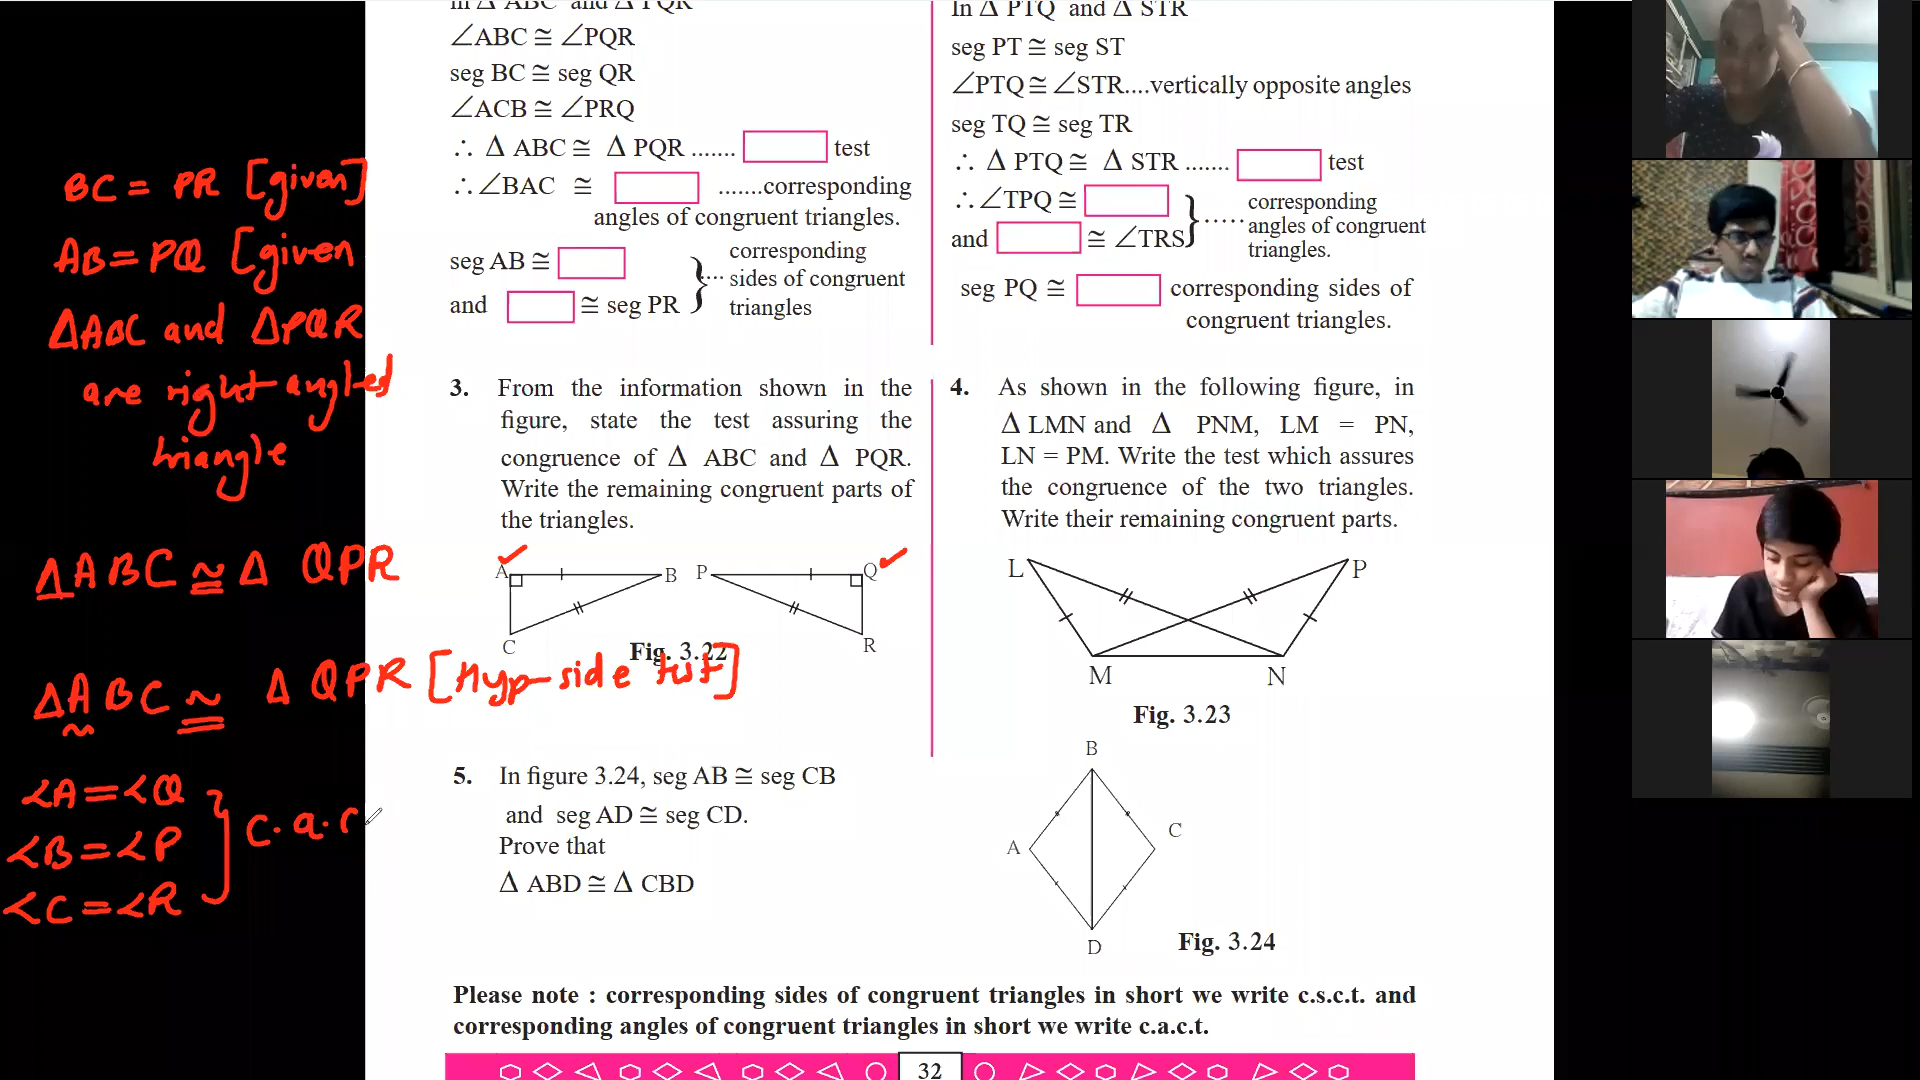 In Δ ABC and Δ PQR
∠ABC ≅ ∠PQR
seg BC ≅ seg QR
∠ACB ≅ ∠PRQ
∴ Δ ABC ≅ Δ PQR ....... test
∴ ∠BAC ≅ .......corresponding
angles of congruent triangles.
seg AB ≅
and ≅ seg PR
corresponding
sides of congruent
triangles
In Δ PTQ and Δ STR
seg PT ≅ seg ST
∠PTQ ≅ ∠STR....vertically opposite angles
seg TQ ≅ seg TR
∴ Δ PTQ ≅ Δ STR ....... test
∴ ∠TPQ ≅
and ≅ ∠TRS
corresponding
angles of congruent
triangles.
seg PQ ≅ corresponding sides of
congruent triangles.
3. From the information shown in the
figure, state the test assuring the
congruence of Δ ABC and Δ PQR.
Write the remaining congruent parts of
the triangles.
A B P Q
C R
Fig. 3.22
4. As shown in the following figure, in
Δ LMN and Δ PNM, LM = PN,
LN = PM. Write the test which assures
the congruence of the two triangles.
Write their remaining congruent parts.
L P
M N
Fig. 3.23
5. In figure 3.24, seg AB ≅ seg CB
and seg AD ≅ seg CD.
Prove that
Δ ABD ≅ Δ CBD
B
A C
D
Fig. 3.24
Please note : corresponding sides of congruent triangles in short we write c.s.c.t. and
corresponding angles of congruent triangles in short we write c.a.c.t.
32
BC = PR [given]
AB = PQ [given
ΔABC and ΔPQR
are right angled
triangle
ΔABC ≅ Δ QPR
ΔABC ≅ Δ QPR [Hyp-side test]
∠A = ∠Q
∠B = ∠P
∠C = ∠R
c.a.c